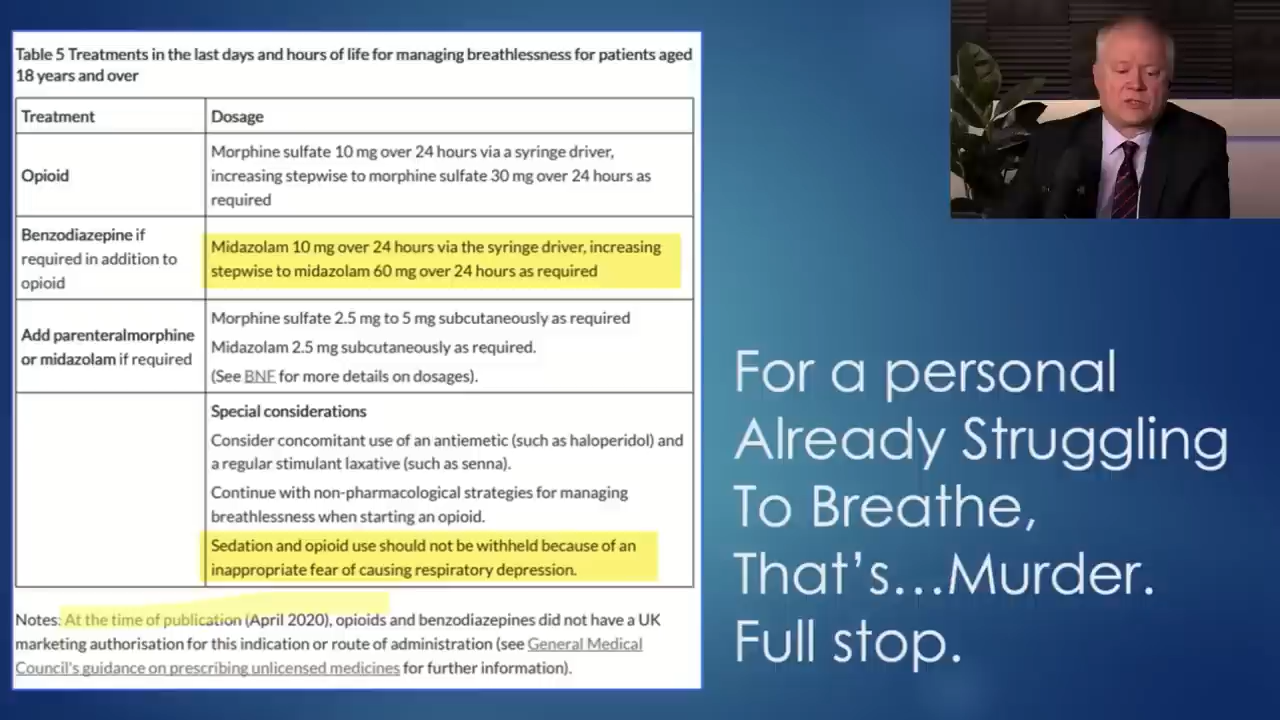 Table 5 Treatments in the last days and hours of life for managing breathlessness for patients aged
18 years and over
Treatment
Dosage
Opioid
Morphine sulfate 10 mg over 24 hours via a syringe driver,
increasing stepwise to morphine sulfate 30 mg over 24 hours as
required
Benzodiazepine if
required in addition to
opioid
Midazolam 10 mg over 24 hours via the syringe driver, increasing
stepwise to midazolam 60 mg over 24 hours as required
Add parenteralmorphine
or midazolam if required
Morphine sulfate 2.5 mg to 5 mg subcutaneously as required
Midazolam 2.5 mg subcutaneously as required.
(See BNF for more details on dosages).
Special considerations
Consider concomitant use of an antiemetic (such as haloperidol) and
a regular stimulant laxative (such as senna).
Continue with non-pharmacological strategies for managing
breathlessness when starting an opioid.
Sedation and opioid use should not be withheld because of an
inappropriate fear of causing respiratory depression.
Notes: At the time of publication (April 2020), opioids and benzodiazepines did not have a UK
marketing authorisation for this indication or route of administration (see General Medical
Council's guidance on prescribing unlicensed medicines for further information).
For a personal
Already Struggling
To Breathe,
That's...Murder.
Full stop.